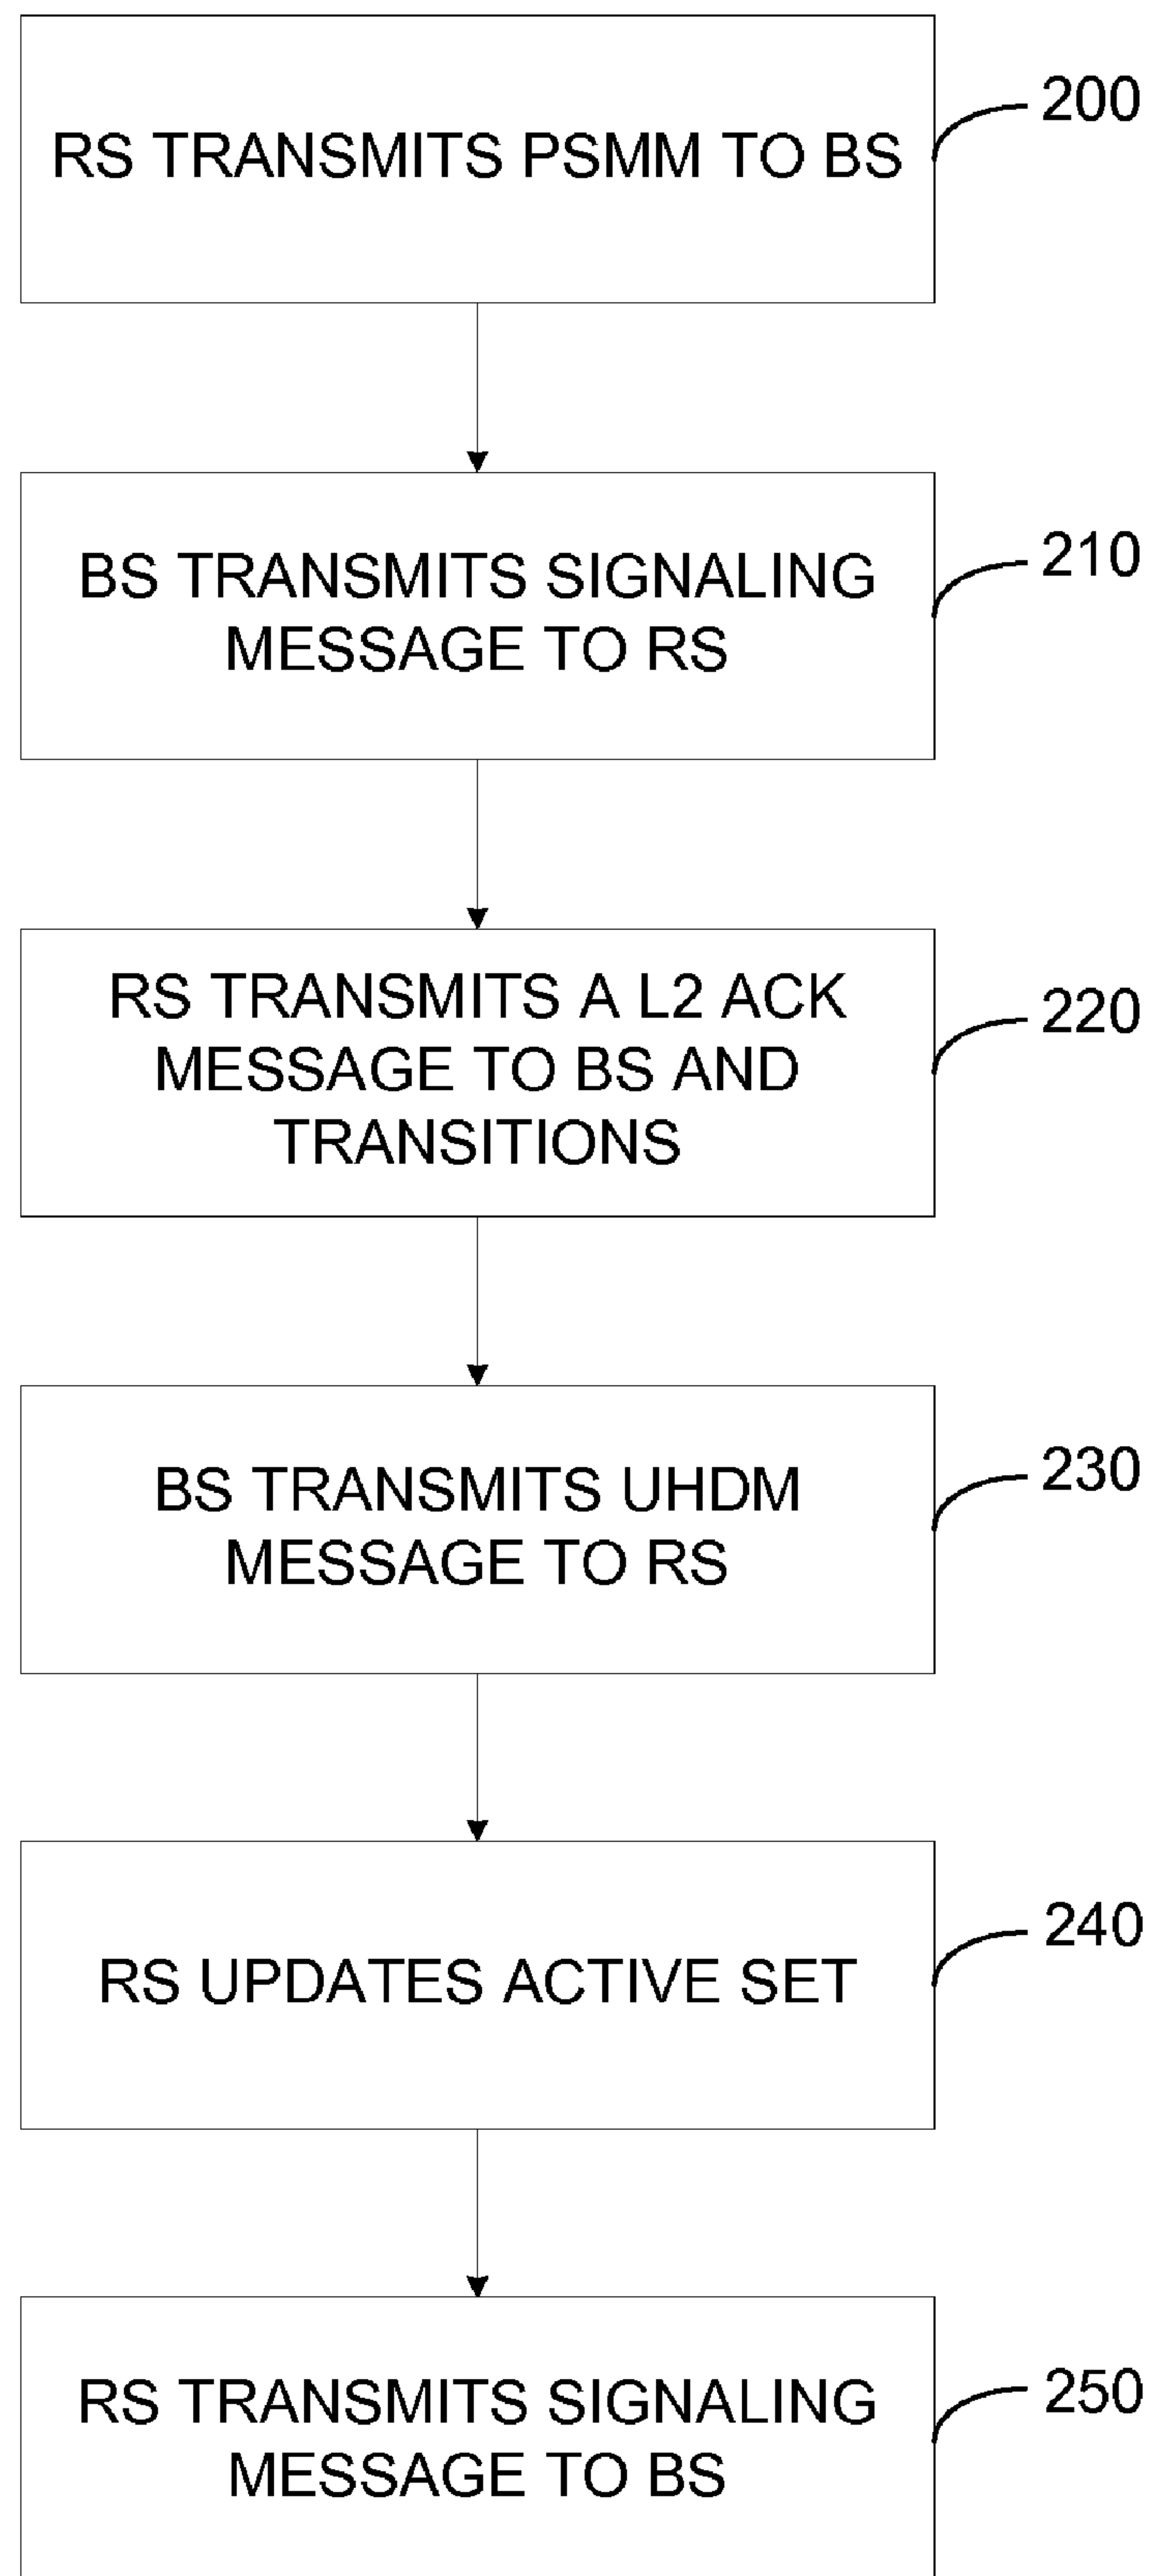 RS TRANSMITS PSMM TO BS
200
BS TRANSMITS SIGNALING
MESSAGE TO RS
210
RS TRANSMITS A L2 ACK
MESSAGE TO BS AND
TRANSITIONS
220
BS TRANSMITS UHDM
MESSAGE TO RS
230
RS UPDATES ACTIVE SET
240
RS TRANSMITS SIGNALING
MESSAGE TO BS
250